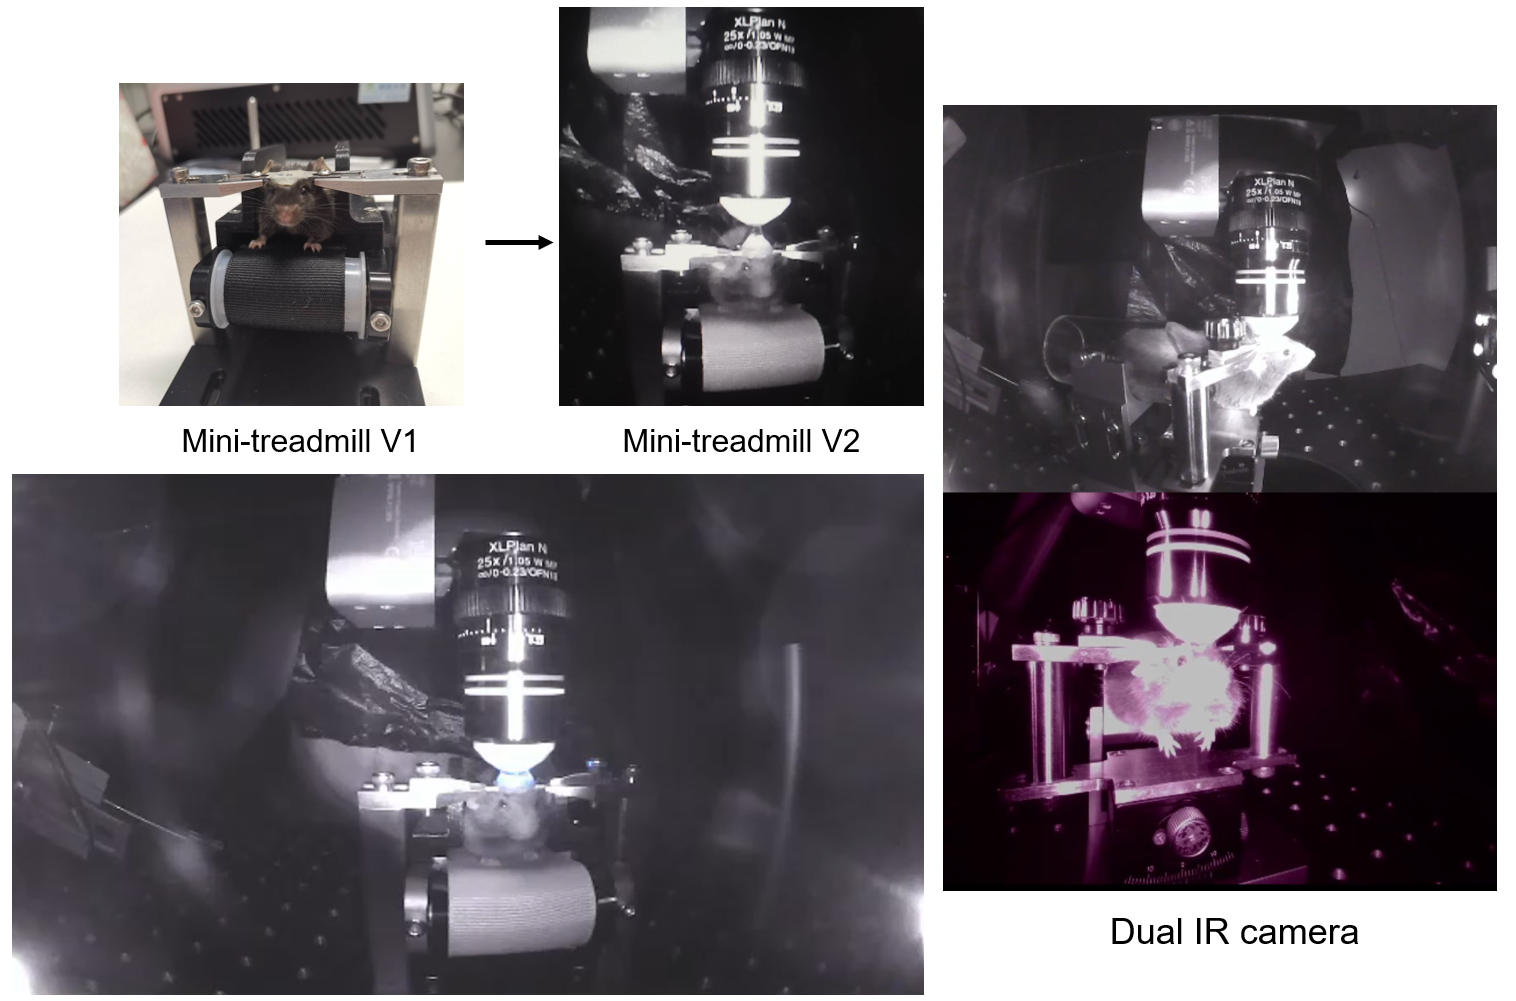 XLPlan N
25x/1.05 W MP
∞/0-0.23/OFN18
Mini-treadmill V1
Mini-treadmill V2
XLPlan N
25x/1.05 W MP
∞/0-0.23/OFN18
XLPlan N
25x/1.05 W MP
∞/0-0.23/OFN18
Dual IR camera